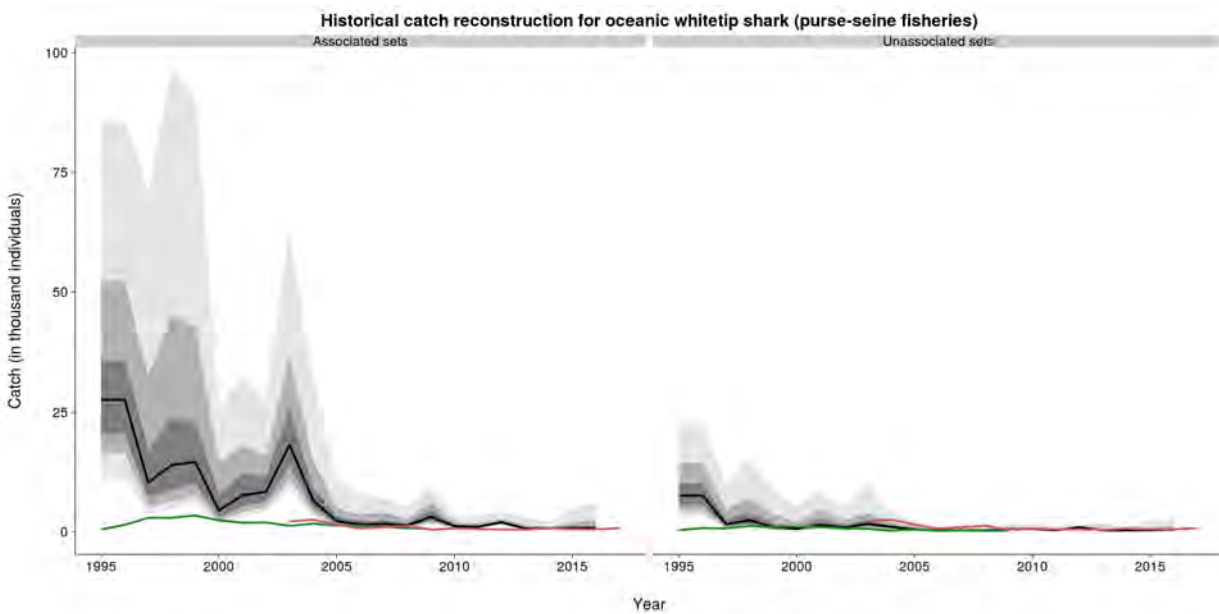 Historical catch reconstruction for oceanic whitetip shark (purse-seine fisheries)
Associated sets
Unassociated sets
Catch (in thousand individuals)
100
75
50
25
0
1995 2000 2005 2010 2015
1995 2000 2005 2010 2015
Year